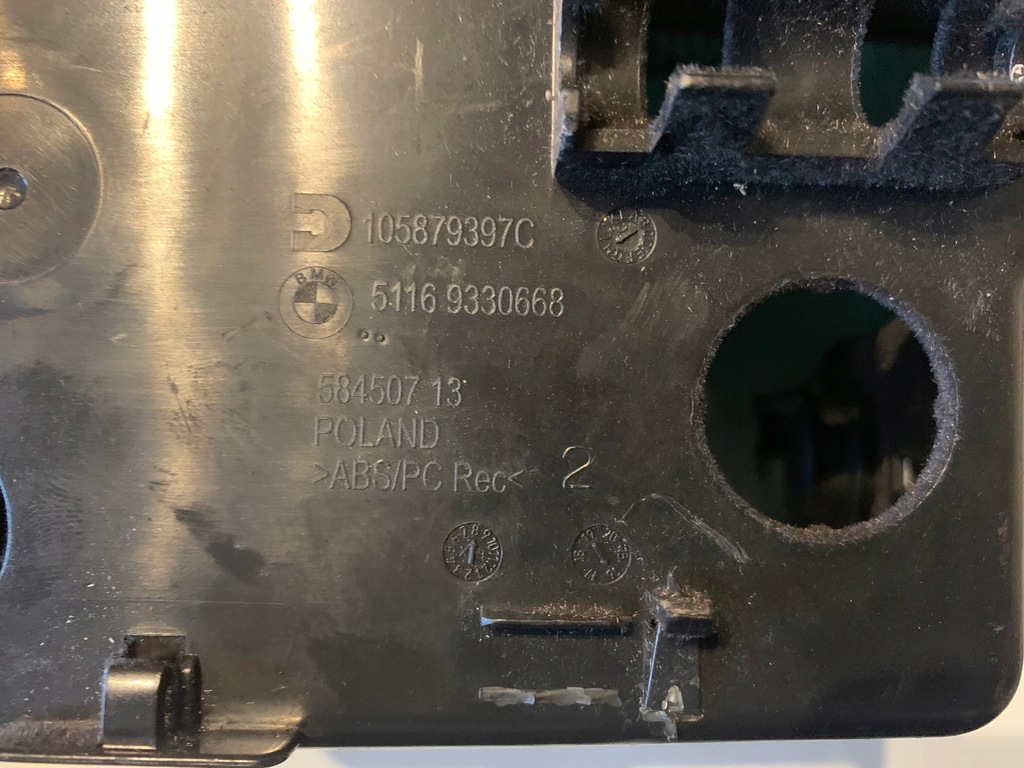 105879397C
BMW
5116 9330668
584507 13
POLAND
>ABS/PC Rec<
2